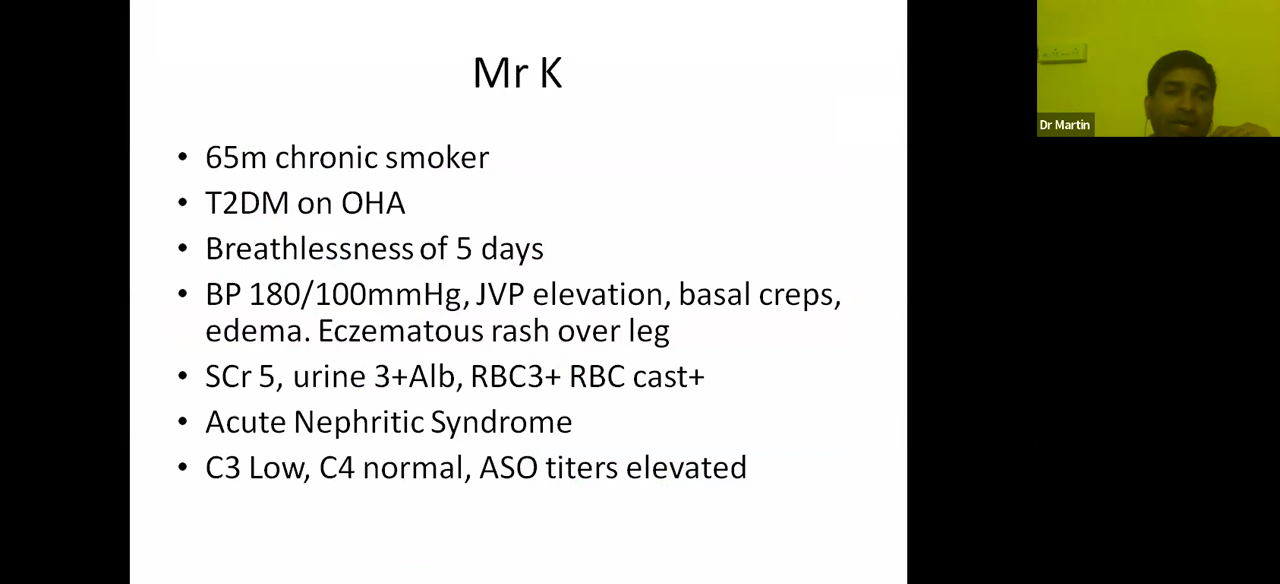 Mr K
• 65m chronic smoker
• T2DM on OHA
• Breathlessness of 5 days
• BP 180/100mmHg, JVP elevation, basal creps,
edema. Eczematous rash over leg
• SCr 5, urine 3+Alb, RBC3+ RBC cast+
• Acute Nephritic Syndrome
• C3 Low, C4 normal, ASO titers elevated
Dr Martin